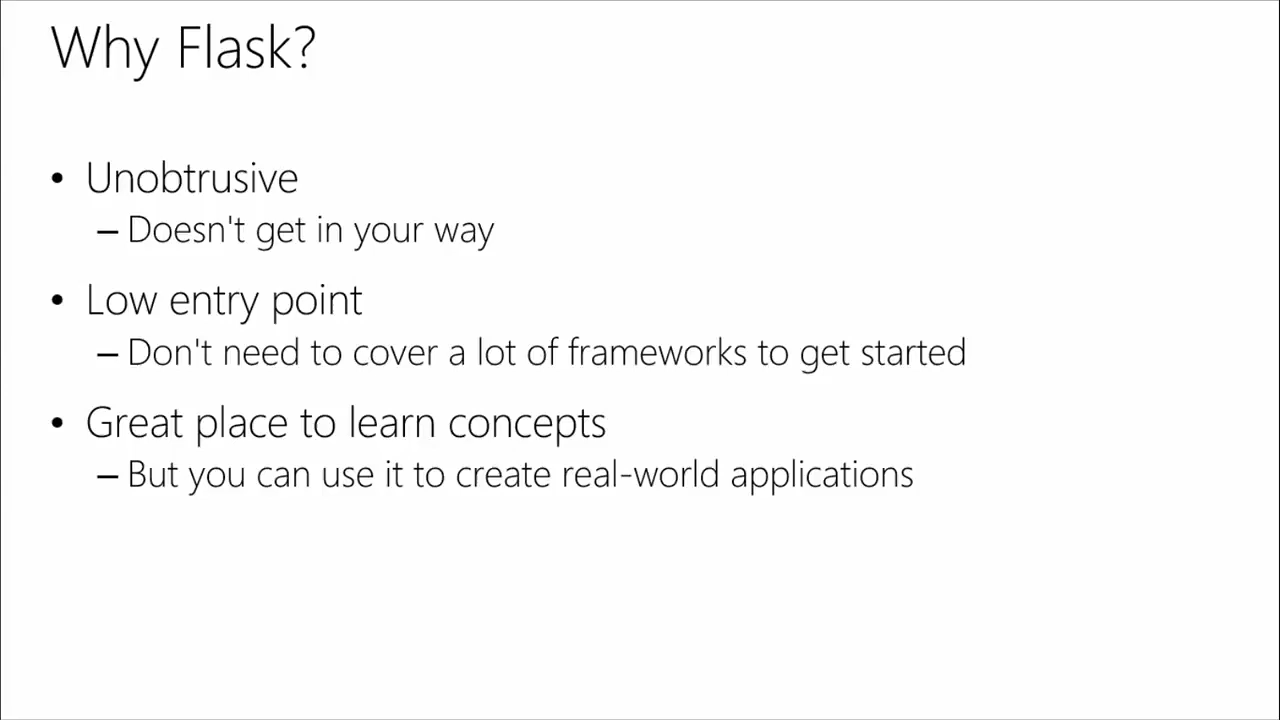 Why Flask?
• Unobtrusive
– Doesn't get in your way
• Low entry point
– Don't need to cover a lot of frameworks to get started
• Great place to learn concepts
– But you can use it to create real-world applications